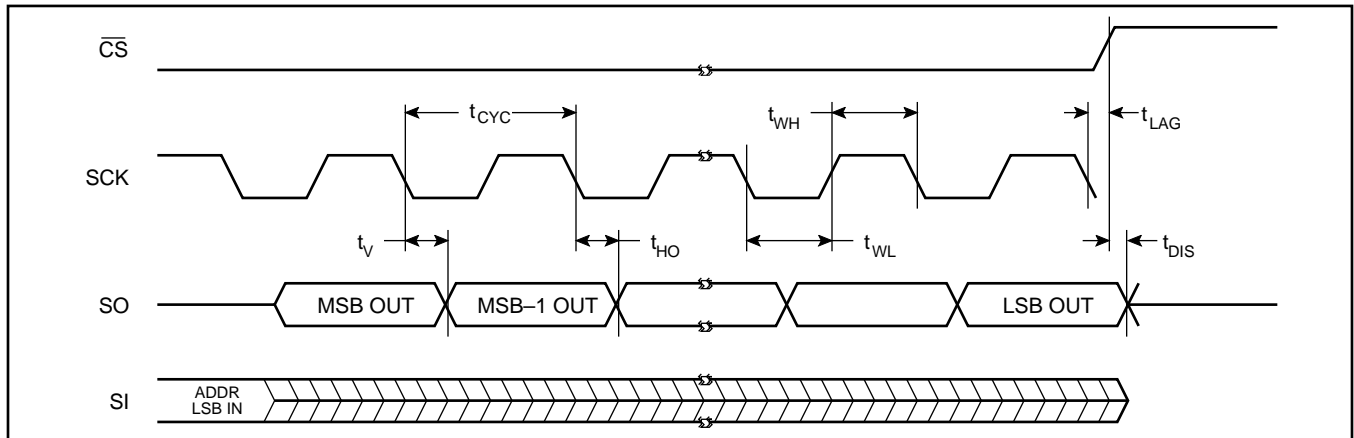 CS
tCYC
tWH
tLAG
SCK
tV
tHO
tWL
tDIS
SO
MSB OUT
MSB–1 OUT
LSB OUT
SI
ADDR
LSB IN